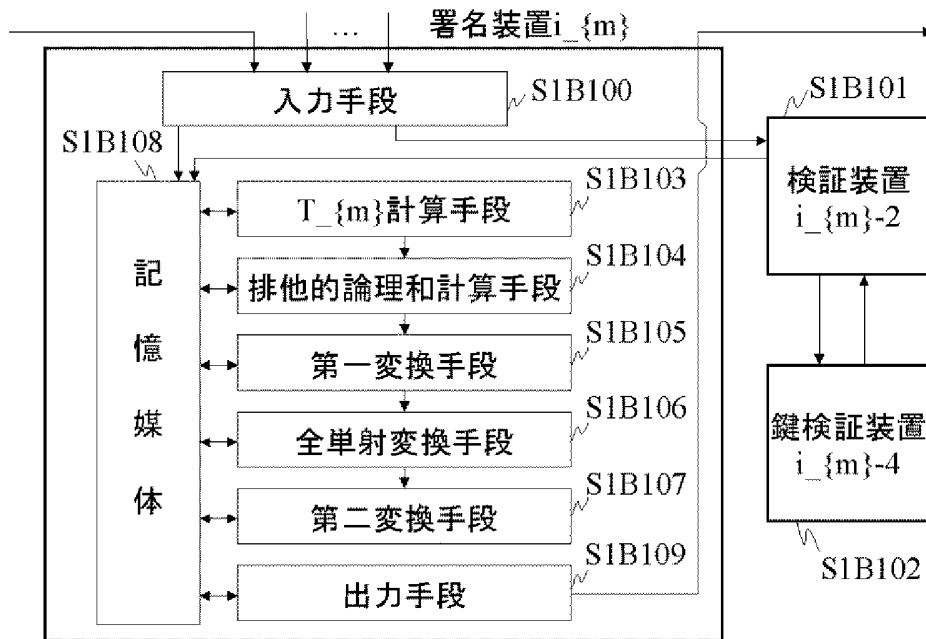 … 署名装置i_{m}
入力手段
S1B100
S1B101
S1B108
検証装置
i_{m}-2
S1B103
T_{m}計算手段
S1B104
排他的論理和計算手段
記
憶
媒
体
S1B105
第一変換手段
S1B106
全単射変換手段
鍵検証装置
i_{m}-4
S1B107
第二変換手段
S1B102
S1B109
出力手段